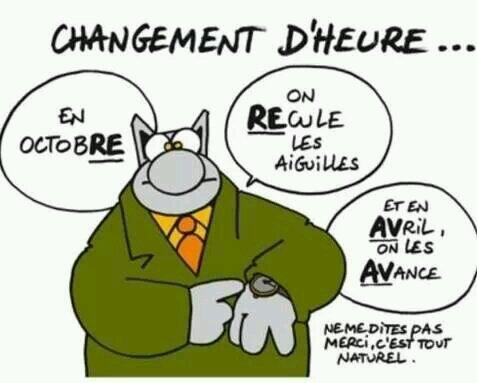 CHANGEMENT D'HEURE...
EN
OCTOBRE
ON
RECULE
LES
AIGUILLES
ET EN
AVRIL,
ON LES
AVANCE
NE ME DITES PAS
MERCI, C'EST TOUT
NATUREL.